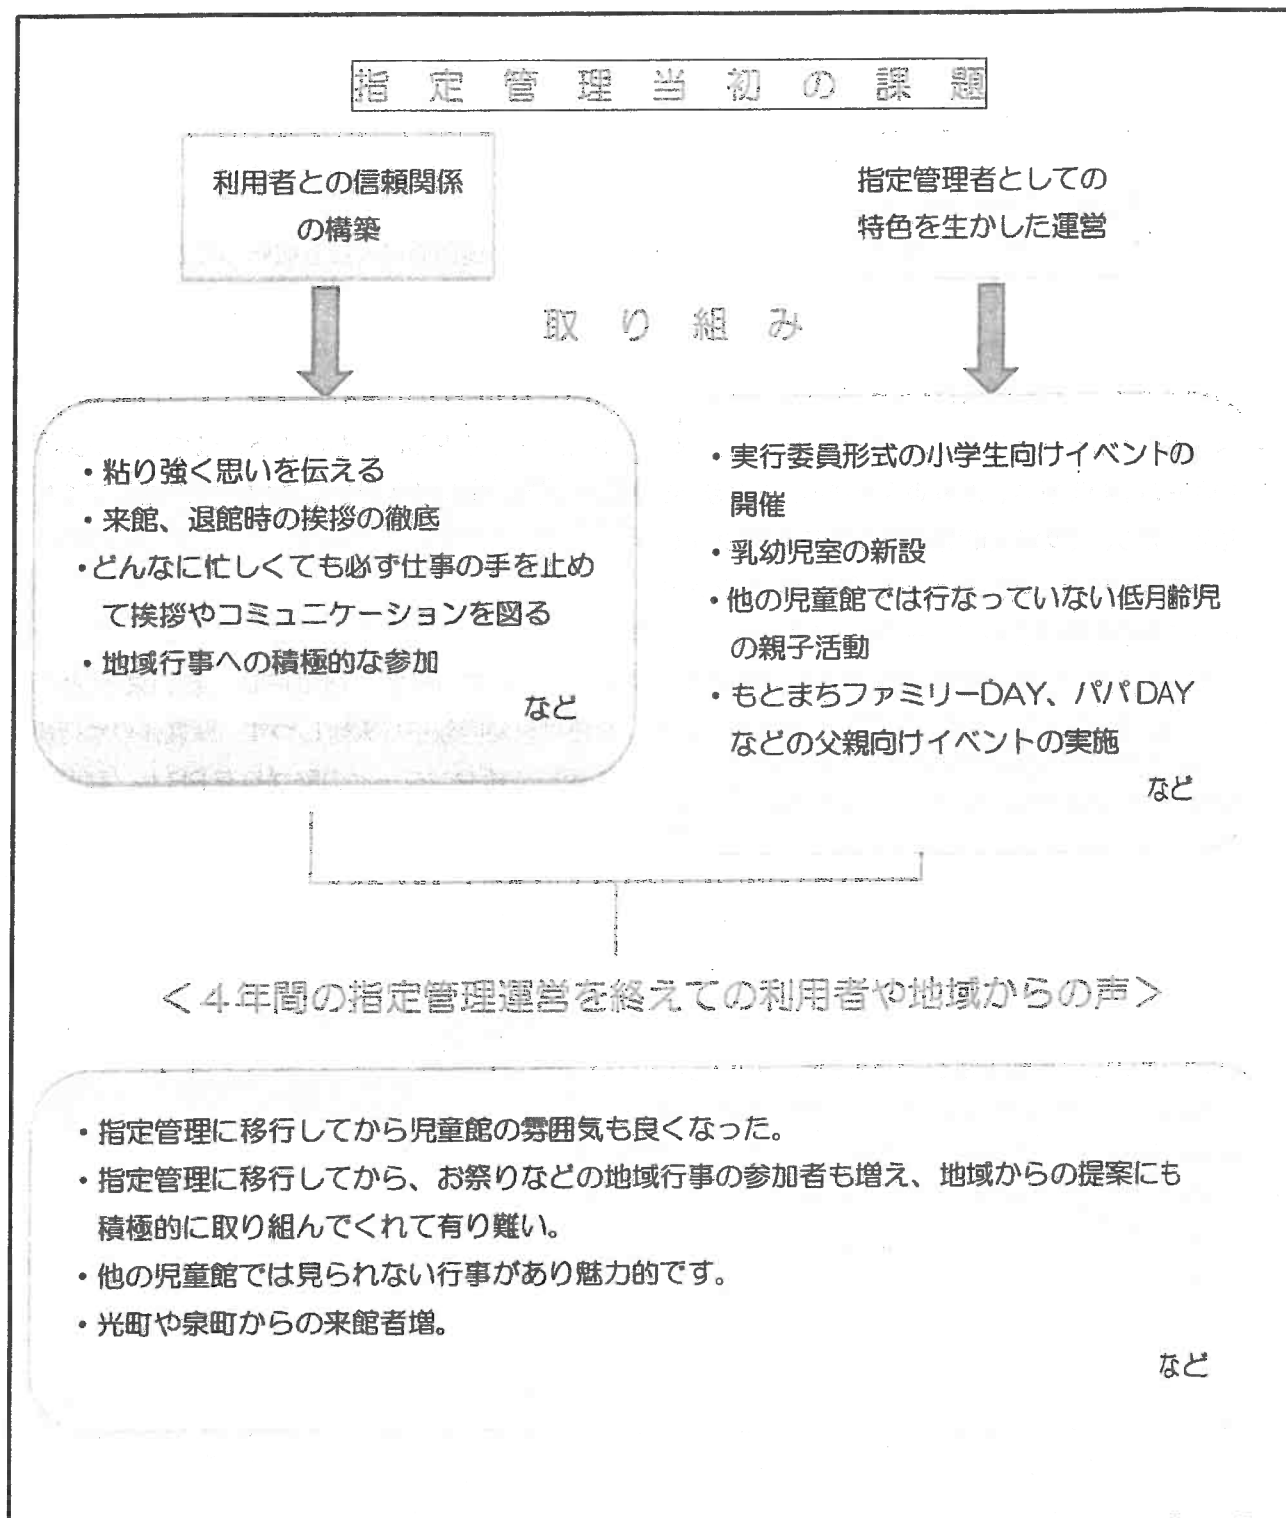 指定管理当初の課題
利用者との信頼関係
の構築
指定管理者としての
特色を生かした運営
取り組み
・粘り強く思いを伝える
・来館、退館時の挨拶の徹底
・どんなに忙しくても必ず仕事の手を止め
て挨拶やコミュニケーションを図る
・地域行事への積極的な参加
など
・実行委員形式の小学生向けイベントの
開催
・乳幼児室の新設
・他の児童館では行なっていない低月齢児
の親子活動
・もとまちファミリーDAY、パパDAY
などの父親向けイベントの実施
など
＜４年間の指定管理運営を終えての利用者や地域からの声＞
・指定管理に移行してから児童館の雰囲気も良くなった。
・指定管理に移行してから、お祭りなどの地域行事の参加者も増え、地域からの提案にも
積極的に取り組んでくれて有り難い。
・他の児童館では見られない行事があり魅力的です。
・光町や泉町からの来館者増。
など